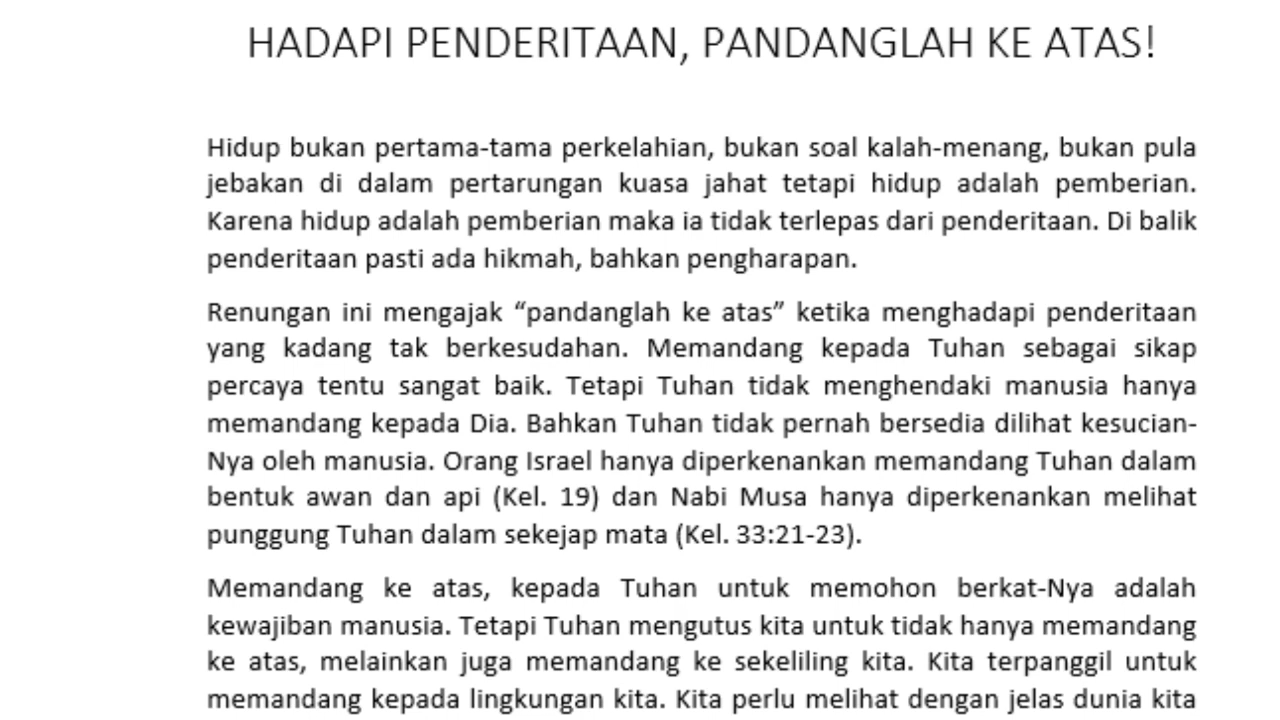 HADAPI PENDERITAAN, PANDANGLAH KE ATAS!
Hidup bukan pertama-tama perkelahian, bukan soal kalah-menang, bukan pula
jebakan di dalam pertarungan kuasa jahat tetapi hidup adalah pemberian.
Karena hidup adalah pemberian maka ia tidak terlepas dari penderitaan. Di balik
penderitaan pasti ada hikmah, bahkan pengharapan.
Renungan ini mengajak “pandanglah ke atas” ketika menghadapi penderitaan
yang kadang tak berkesudahan. Memandang kepada Tuhan sebagai sikap
percaya tentu sangat baik. Tetapi Tuhan tidak menghendaki manusia hanya
memandang kepada Dia. Bahkan Tuhan tidak pernah bersedia dilihat kesucian-
Nya oleh manusia. Orang Israel hanya diperkenankan memandang Tuhan dalam
bentuk awan dan api (Kel. 19) dan Nabi Musa hanya diperkenankan melihat
punggung Tuhan dalam sekejap mata (Kel. 33:21-23).
Memandang ke atas, kepada Tuhan untuk memohon berkat-Nya adalah
kewajiban manusia. Tetapi Tuhan mengutus kita untuk tidak hanya memandang
ke atas, melainkan juga memandang ke sekeliling kita. Kita terpanggil untuk
memandang kepada lingkungan kita. Kita perlu melihat dengan jelas dunia kita